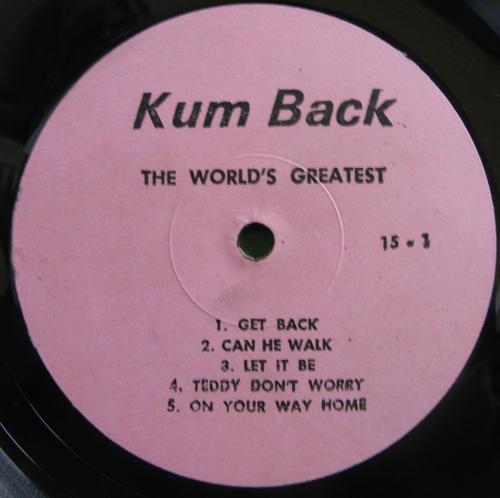 Kum Back
THE WORLD'S GREATEST
15-1
1. GET BACK
2. CAN HE WALK
3. LET IT BE
4. TEDDY DON'T WORRY
5. ON YOUR WAY HOME